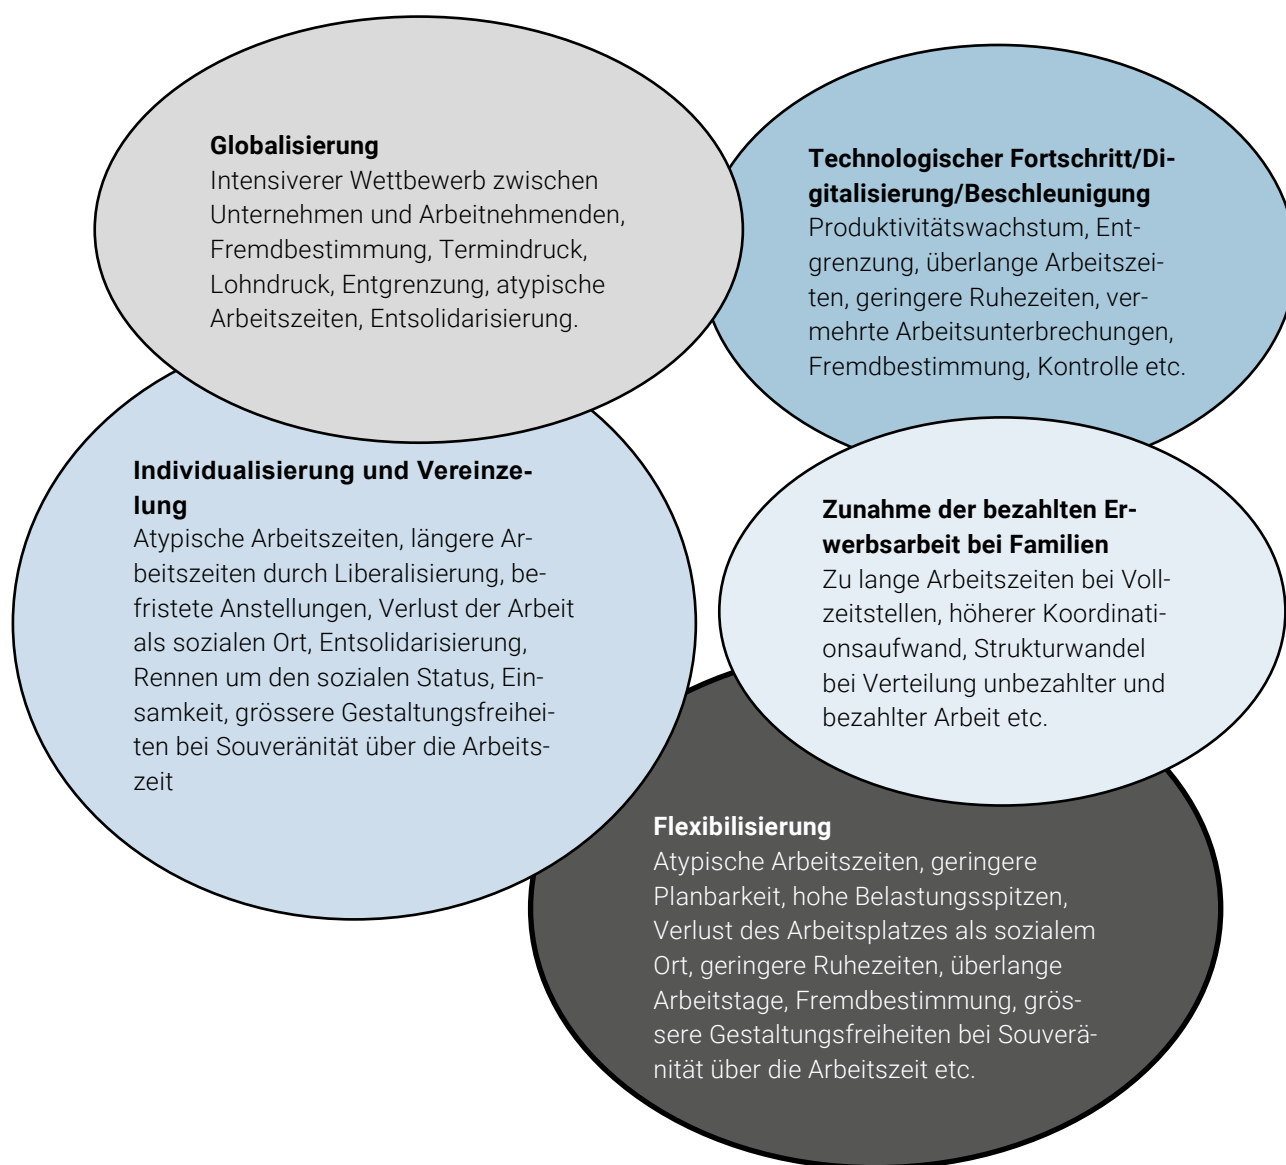 Globalisierung
Intensiverer Wettbewerb zwischen
Unternehmen und Arbeitnehmenden,
Fremdbestimmung, Termindruck,
Lohndruck, Entgrenzung, atypische
Arbeitszeiten, Entsolidarisierung.
Technologischer Fortschritt/Di-
gitalisierung/Beschleunigung
Produktivitätswachstum, Ent-
grenzung, überlange Arbeitszei-
ten, geringere Ruhezeiten, ver-
mehrte Arbeitsunterbrechungen,
Fremdbestimmung, Kontrolle etc.
Individualisierung und Vereinze-
lung
Atypische Arbeitszeiten, längere Ar-
beitszeiten durch Liberalisierung, be-
fristete Anstellungen, Verlust der Arbeit
als sozialen Ort, Entsolidarisierung,
Rennen um den sozialen Status, Ein-
samkeit, grössere Gestaltungsfreihei-
ten bei Souveränität über die Arbeits-
zeit
Zunahme der bezahlten Er-
werbsarbeit bei Familien
Zu lange Arbeitszeiten bei Voll-
zeitstellen, höherer Koordinati-
onsaufwand, Strukturwandel
bei Verteilung unbezahlter und
bezahlter Arbeit etc.
Flexibilisierung
Atypische Arbeitszeiten, geringere
Planbarkeit, hohe Belastungsspitzen,
Verlust des Arbeitsplatzes als sozialem
Ort, geringere Ruhezeiten, überlange
Arbeitstage, Fremdbestimmung, grös-
sere Gestaltungsfreiheiten bei Souverä-
nität über die Arbeitszeit etc.